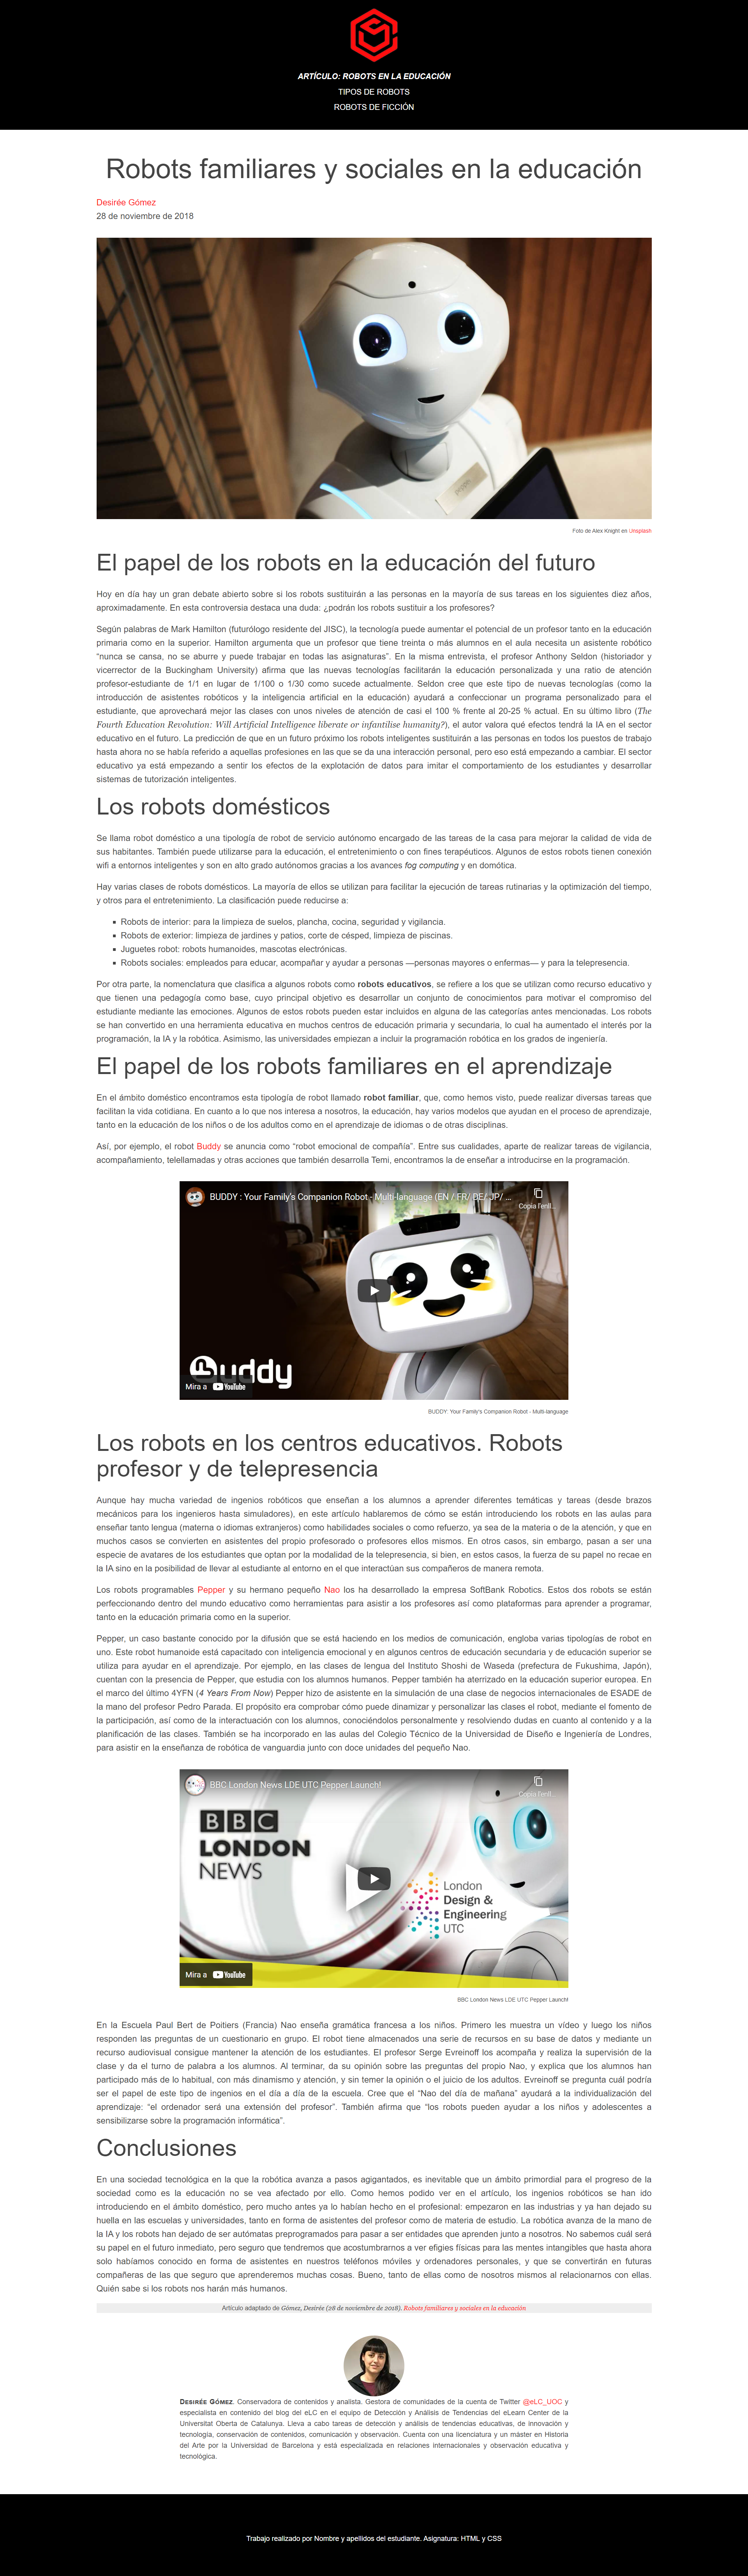 ARTÍCULO: ROBOTS EN LA EDUCACIÓN
TIPOS DE ROBOTS
ROBOTS DE FICCIÓN
Robots familiares y sociales en la educación
Desirée Gómez
28 de noviembre de 2018
Foto de Alex Knight en Unsplash
El papel de los robots en la educación del futuro
Hoy en día hay un gran debate abierto sobre si los robots sustituirán a las personas en la mayoría de sus tareas en los siguientes diez años,
aproximadamente. En esta controversia destaca una duda: ¿podrán los robots sustituir a los profesores?
Según palabras de Mark Hamilton (futurólogo residente del JISC), la tecnología puede aumentar el potencial de un profesor tanto en la educación
primaria como en la superior. Hamilton argumenta que un profesor que tiene treinta o más alumnos en el aula necesita un asistente robótico
“nunca se cansa, no se aburre y puede trabajar en todas las asignaturas”. En la misma entrevista, el profesor Anthony Seldon (historiador y
vicerrector de la Buckingham University) afirma que las nuevas tecnologías facilitarán la educación personalizada y una ratio de atención
profesor-estudiante de 1/1 en lugar de 1/100 o 1/30 como sucede actualmente. Seldon cree que este tipo de nuevas tecnologías (como la
introducción de asistentes robóticos y la inteligencia artificial en la educación) ayudará a confeccionar un programa personalizado para el
estudiante, que aprovechará mejor las clases con unos niveles de atención de casi el 100 % frente al 20-25 % actual. En su último libro (The
Fourth Education Revolution: Will Artificial Intelligence liberate or infantilise humanity?), el autor valora qué efectos tendrá la IA en el sector
educativo en el futuro. La predicción de que en un futuro próximo los robots inteligentes sustituirán a las personas en todos los puestos de trabajo
hasta ahora no se había referido a aquellas profesiones en las que se da una interacción personal, pero eso está empezando a cambiar. El sector
educativo ya está empezando a sentir los efectos de la explotación de datos para imitar el comportamiento de los estudiantes y desarrollar
sistemas de tutorización inteligentes.
Los robots domésticos
Se llama robot doméstico a una tipología de robot de servicio autónomo encargado de las tareas de la casa para mejorar la calidad de vida de
sus habitantes. También puede utilizarse para la educación, el entretenimiento o con fines terapéuticos. Algunos de estos robots tienen conexión
wifi a entornos inteligentes y son en alto grado autónomos gracias a los avances fog computing y en domótica.
Hay varias clases de robots domésticos. La mayoría de ellos se utilizan para facilitar la ejecución de tareas rutinarias y la optimización del tiempo,
y otros para el entretenimiento. La clasificación puede reducirse a:
Robots de interior: para la limpieza de suelos, plancha, cocina, seguridad y vigilancia.
Robots de exterior: limpieza de jardines y patios, corte de césped, limpieza de piscinas.
Juguetes robot: robots humanoides, mascotas electrónicas.
Robots sociales: empleados para educar, acompañar y ayudar a personas —personas mayores o enfermas— y para la telepresencia.
Por otra parte, la nomenclatura que clasifica a algunos robots como robots educativos, se refiere a los que se utilizan como recurso educativo y
que tienen una pedagogía como base, cuyo principal objetivo es desarrollar un conjunto de conocimientos para motivar el compromiso del
estudiante mediante las emociones. Algunos de estos robots pueden estar incluidos en alguna de las categorías antes mencionadas. Los robots
se han convertido en una herramienta educativa en muchos centros de educación primaria y secundaria, lo cual ha aumentado el interés por la
programación, la IA y la robótica. Asimismo, las universidades empiezan a incluir la programación robótica en los grados de ingeniería.
El papel de los robots familiares en el aprendizaje
En el ámbito doméstico encontramos esta tipología de robot llamado robot familiar, que, como hemos visto, puede realizar diversas tareas que
facilitan la vida cotidiana. En cuanto a lo que nos interesa a nosotros, la educación, hay varios modelos que ayudan en el proceso de aprendizaje,
tanto en la educación de los niños o de los adultos como en el aprendizaje de idiomas o de otras disciplinas.
Así, por ejemplo, el robot Buddy se anuncia como “robot emocional de compañía”. Entre sus cualidades, aparte de realizar tareas de vigilancia,
acompañamiento, telellamadas y otras acciones que también desarrolla Temi, encontramos la de enseñar a introducirse en la programación.
BUDDY : Your Family's Companion Robot - Multi-language (EN / FR/ DE/ JP/ ...
Copia l'enll...
Buddy
Mira a YouTube
BUDDY: Your Family's Companion Robot - Multi-language
Los robots en los centros educativos. Robots
profesor y de telepresencia
Aunque hay mucha variedad de ingenios robóticos que enseñan a los alumnos a aprender diferentes temáticas y tareas (desde brazos
mecánicos para los ingenieros hasta simuladores), en este artículo hablaremos de cómo se están introduciendo los robots en las aulas para
enseñar tanto lengua (materna o idiomas extranjeros) como habilidades sociales o como refuerzo, ya sea de la materia o de la atención, y que en
muchos casos se convierten en asistentes del propio profesorado o profesores ellos mismos. En otros casos, sin embargo, pasan a ser una
especie de avatares de los estudiantes que optan por la modalidad de la telepresencia, si bien, en estos casos, la fuerza de su papel no recae en
la IA sino en la posibilidad de llevar al estudiante al entorno en el que interactúan sus compañeros de manera remota.
Los robots programables Pepper y su hermano pequeño Nao los ha desarrollado la empresa SoftBank Robotics. Estos dos robots se están
perfeccionando dentro del mundo educativo como herramientas para asistir a los profesores así como plataformas para aprender a programar,
tanto en la educación primaria como en la superior.
Pepper, un caso bastante conocido por la difusión que se está haciendo en los medios de comunicación, engloba varias tipologías de robot en
uno. Este robot humanoide está capacitado con inteligencia emocional y en algunos centros de educación secundaria y de educación superior se
utiliza para ayudar en el aprendizaje. Por ejemplo, en las clases de lengua del Instituto Shoshi de Waseda (prefectura de Fukushima, Japón),
cuentan con la presencia de Pepper, que estudia con los alumnos humanos. Pepper también ha aterrizado en la educación superior europea. En
el marco del último 4YFN (4 Years From Now) Pepper hizo de asistente en la simulación de una clase de negocios internacionales de ESADE de
la mano del profesor Pedro Parada. El propósito era comprobar cómo puede dinamizar y personalizar las clases el robot, mediante el fomento de
la participación, así como de la interactuación con los alumnos, conociéndolos personalmente y resolviendo dudas en cuanto al contenido y a la
planificación de las clases. También se ha incorporado en las aulas del Colegio Técnico de la Universidad de Diseño e Ingeniería de Londres,
para asistir en la enseñanza de robótica de vanguardia junto con doce unidades del pequeño Nao.
BBC London News LDE UTC Pepper Launch!
Copia l'enll...
BBC
LONDON
NEWS
London
Design &
Engineering
UTC
Mira a YouTube
BBC London News LDE UTC Pepper Launch!
En la Escuela Paul Bert de Poitiers (Francia) Nao enseña gramática francesa a los niños. Primero les muestra un vídeo y luego los niños
responden las preguntas de un cuestionario en grupo. El robot tiene almacenados una serie de recursos en su base de datos y mediante un
recurso audiovisual consigue mantener la atención de los estudiantes. El profesor Serge Evreinoff los acompaña y realiza la supervisión de la
clase y da el turno de palabra a los alumnos. Al terminar, da su opinión sobre las preguntas del propio Nao, y explica que los alumnos han
participado más de lo habitual, con más dinamismo y atención, y sin temer la opinión o el juicio de los adultos. Evreinoff se pregunta cuál podría
ser el papel de este tipo de ingenios en el día a día de la escuela. Cree que el “Nao del día de mañana” ayudará a la individualización del
aprendizaje: “el ordenador será una extensión del profesor”. También afirma que “los robots pueden ayudar a los niños y adolescentes a
sensibilizarse sobre la programación informática”.
Conclusiones
En una sociedad tecnológica en la que la robótica avanza a pasos agigantados, es inevitable que un ámbito primordial para el progreso de la
sociedad como es la educación no se vea afectado por ello. Como hemos podido ver en el artículo, los ingenios robóticos se han ido
introduciendo en el ámbito doméstico, pero mucho antes ya lo habían hecho en el profesional: empezaron en las industrias y ya han dejado su
huella en las escuelas y universidades, tanto en forma de asistentes del profesor como de materia de estudio. La robótica avanza de la mano de
la IA y los robots han dejado de ser autómatas preprogramados para pasar a ser entidades que aprenden junto a nosotros. No sabemos cuál será
su papel en el futuro inmediato, pero seguro que tendremos que acostumbrarnos a ver efigies físicas para las mentes intangibles que hasta ahora
solo habíamos conocido en forma de asistentes en nuestros teléfonos móviles y ordenadores personales, y que se convertirán en futuras
compañeras de las que seguro que aprenderemos muchas cosas. Bueno, tanto de ellas como de nosotros mismos al relacionarnos con ellas.
Quién sabe si los robots nos harán más humanos.
Artículo adaptado de Gómez, Desirée (28 de noviembre de 2018). Robots familiares y sociales en la educación
Desirée Gómez. Conservadora de contenidos y analista. Gestora de comunidades de la cuenta de Twitter @eLC_UOC y
especialista en contenido del blog del eLC en el equipo de Detección y Análisis de Tendencias del eLearn Center de la
Universitat Oberta de Catalunya. Lleva a cabo tareas de detección y análisis de tendencias educativas, de innovación y
tecnología, conservación de contenidos, comunicación y observación. Cuenta con una licenciatura y un máster en Historia
del Arte por la Universidad de Barcelona y está especializada en relaciones internacionales y observación educativa y
tecnológica.
Trabajo realizado por Nombre y apellidos del estudiante. Asignatura: HTML y CSS